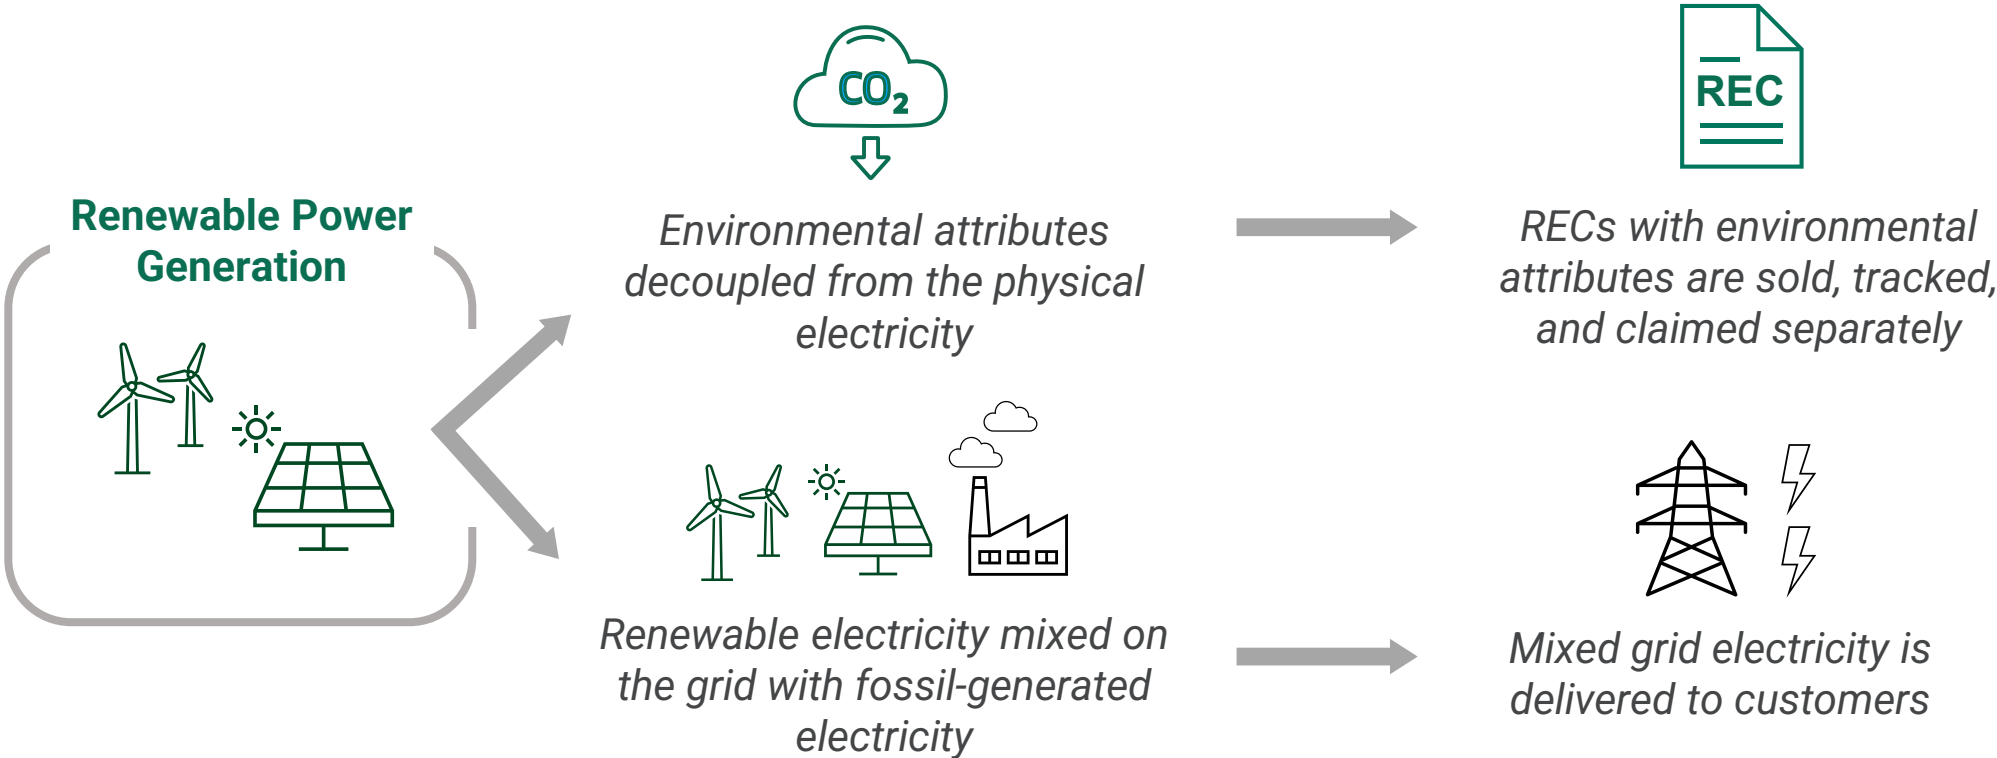 Renewable Power
Generation
CO₂
Environmental attributes
decoupled from the physical
electricity
REC
RECs with environmental
attributes are sold, tracked,
and claimed separately
Renewable electricity mixed on
the grid with fossil-generated
electricity
Mixed grid electricity is
delivered to customers